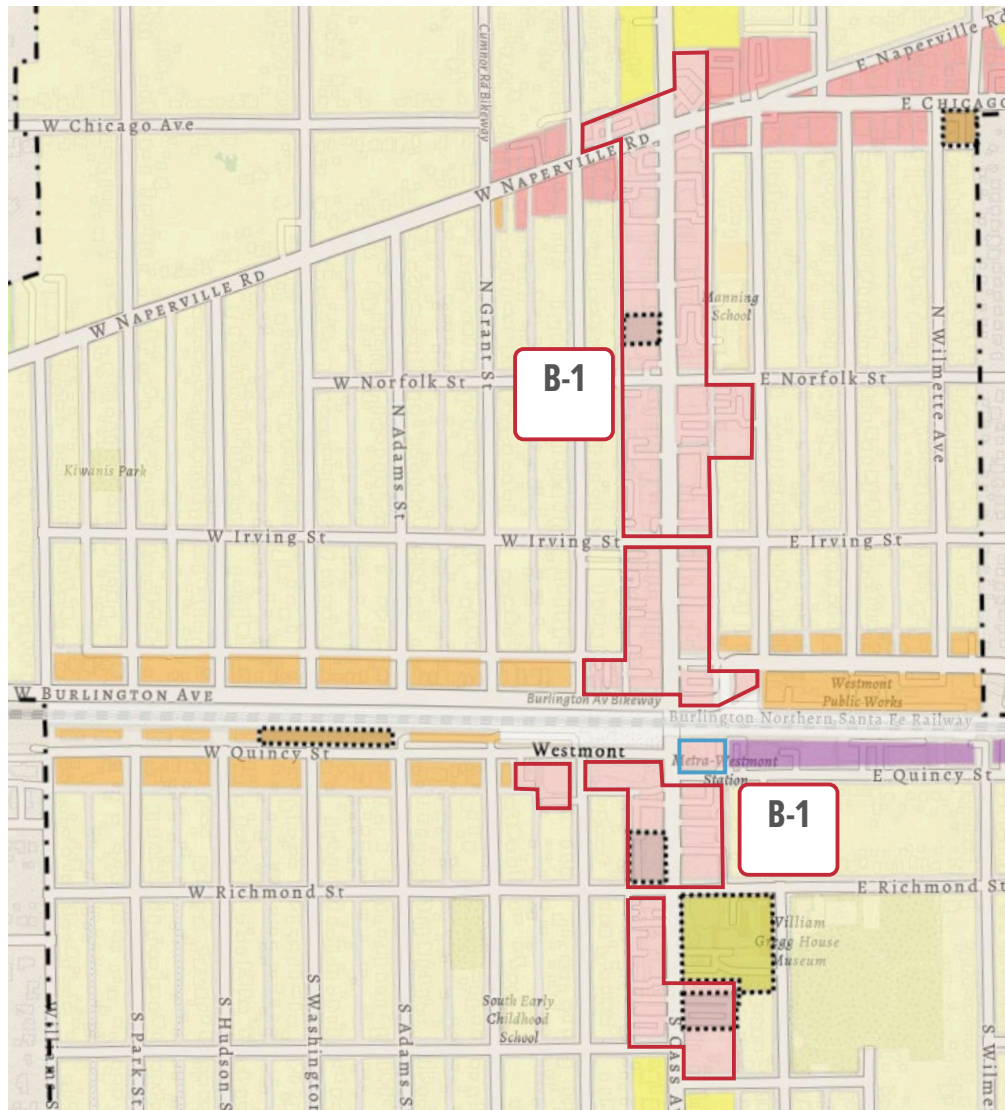 Cumnor Rd Bikeway
E Naperville Rd
E CHICAGO
W Chicago Ave
W NAPERVILLE RD
W NAPERVILLE RD
N Grant St
Manning
School
N Wilmette Ave
B-1
W Norfolk St
E Norfolk St
N Adams St
Kiwanis Park
W Irving St
W Irving St
E Irving St
W BURLINGTON AVE
Burlington Av Bikeway
Westmont
Public Works
Burlington Northern Santa Fe Railway
W Quincy St
Westmont
Metra-Westmont
Station
E Quincy St
B-1
W Richmond St
E Richmond St
William
Gregg House
Museum
South Early
Childhood
School
S Park St
S Hudson S
S Washington
S Adams S
S Cass A
S Wilme